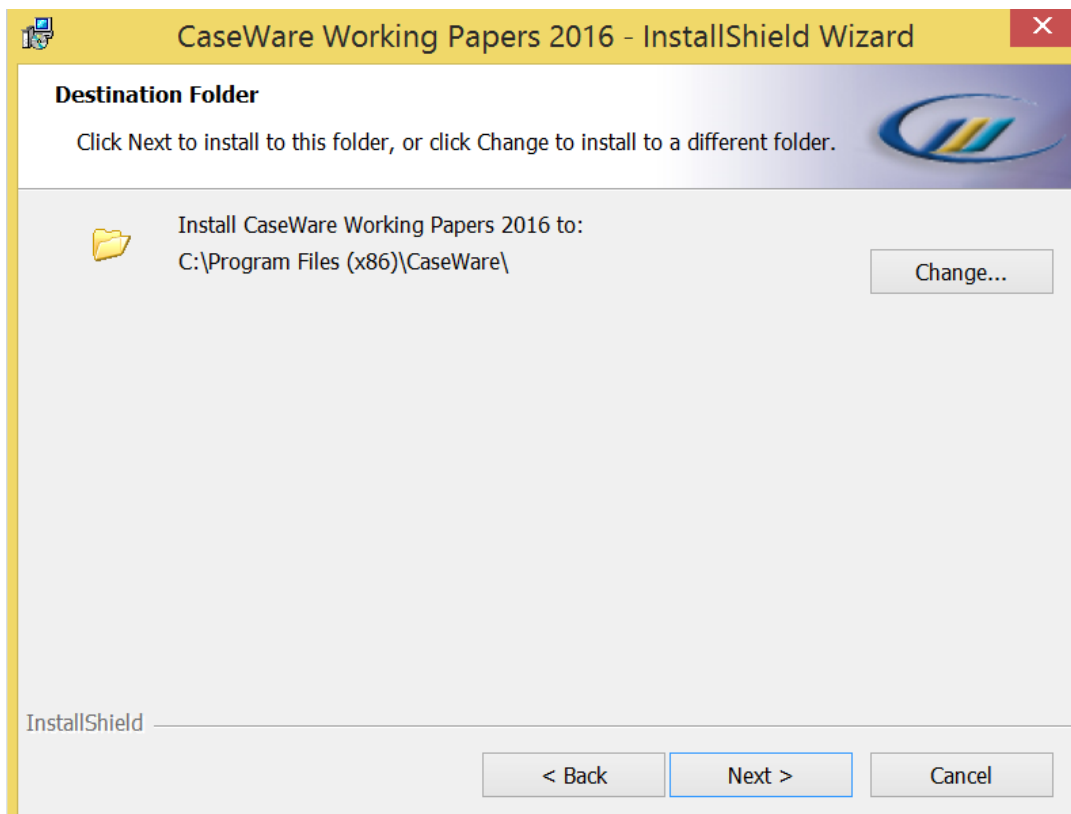 CaseWare Working Papers 2016 - InstallShield Wizard
Destination Folder
Click Next to install to this folder, or click Change to install to a different folder.
Install CaseWare Working Papers 2016 to:
C:\Program Files (x86)\CaseWare\
Change...
InstallShield
< Back
Next >
Cancel